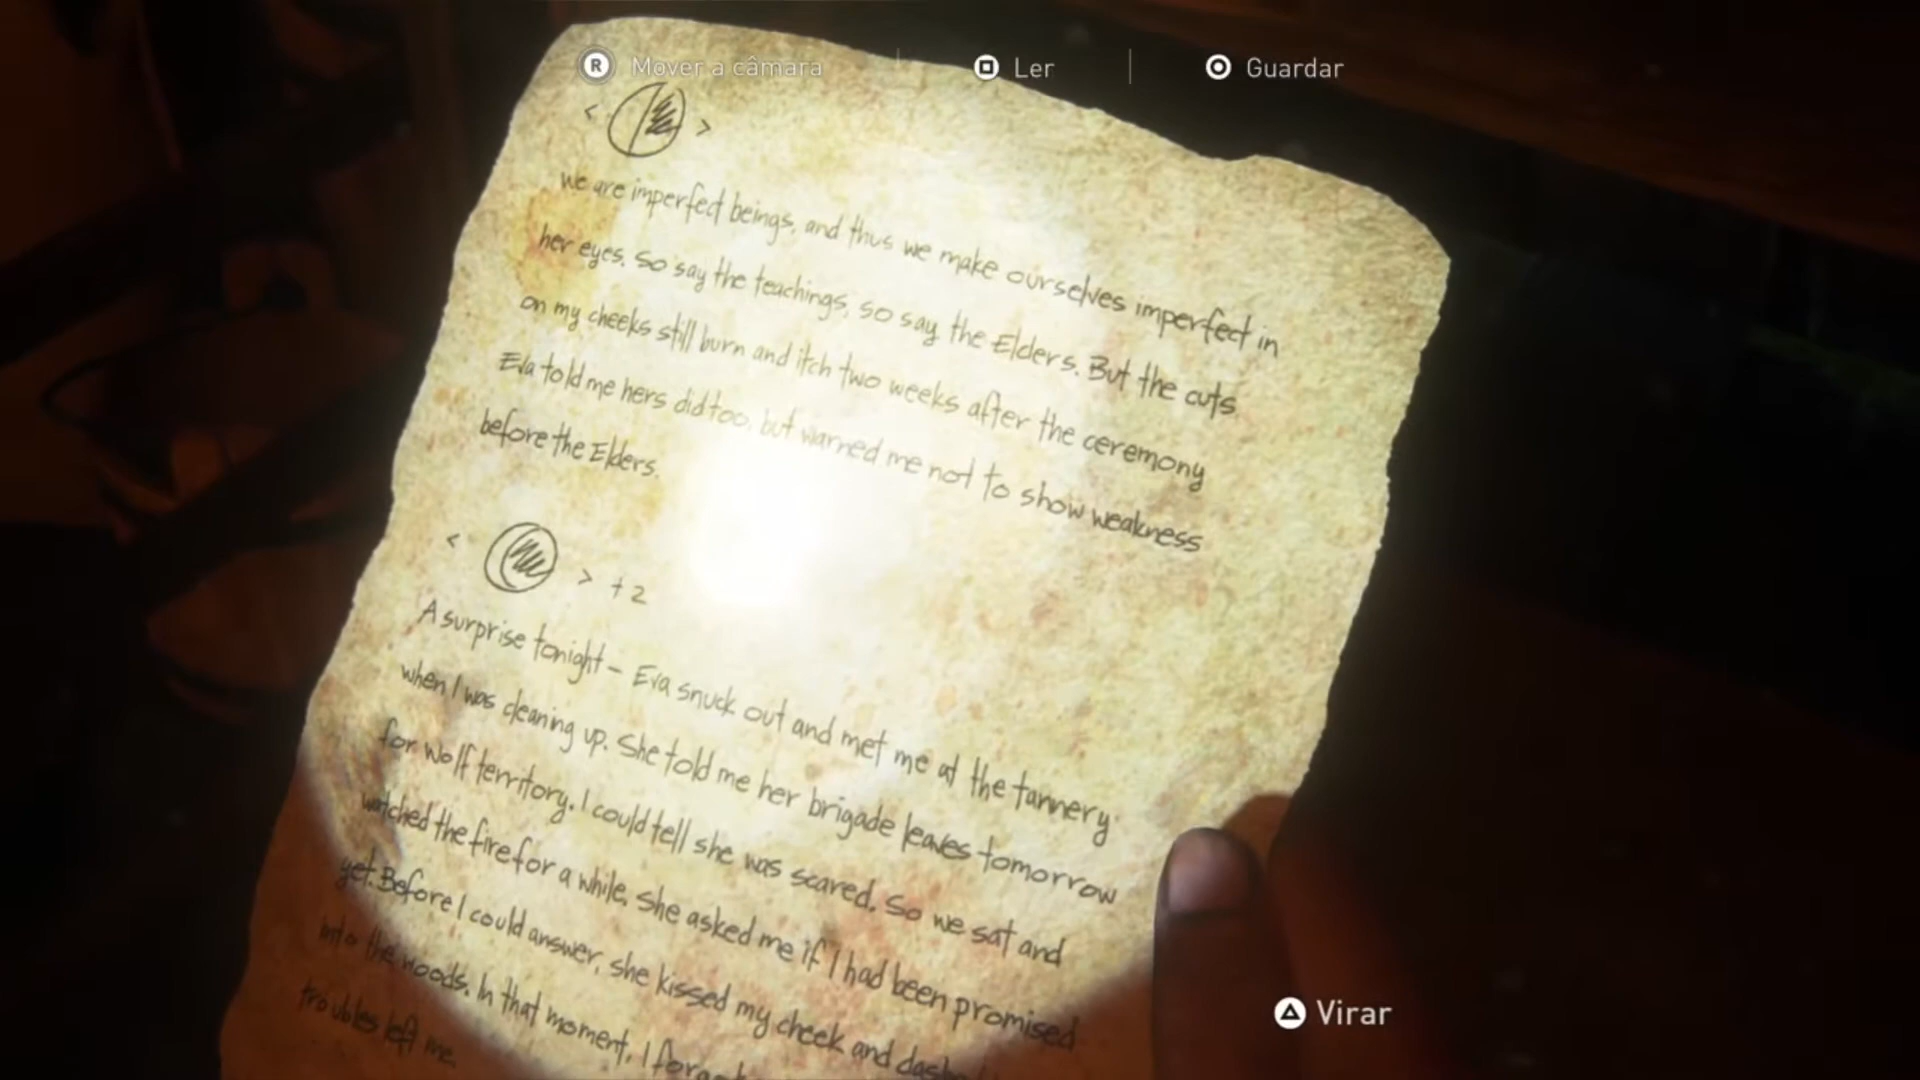 R Mover a câmara
Ler
Guardar
< >
we are imperfect beings, and thus we make ourselves imperfect in
her eyes. So say the teachings, so say the Elders. But the cuts
on my cheeks still burn and itch two weeks after the ceremony
Eva told me hers did too, but warned me not to show weakness
before the Elders.
< > + 2
A surprise tonight - Eva snuck out and met me at the tannery
when I was cleaning up. She told me her brigade leaves tomorrow
for Wolf territory. I could tell she was scared. So we sat and
watched the fire for a while. She asked me if I had been promised
yet. Before I could answer, she kissed my cheek and
into the woods. In that moment, I
troubles left me.
Virar